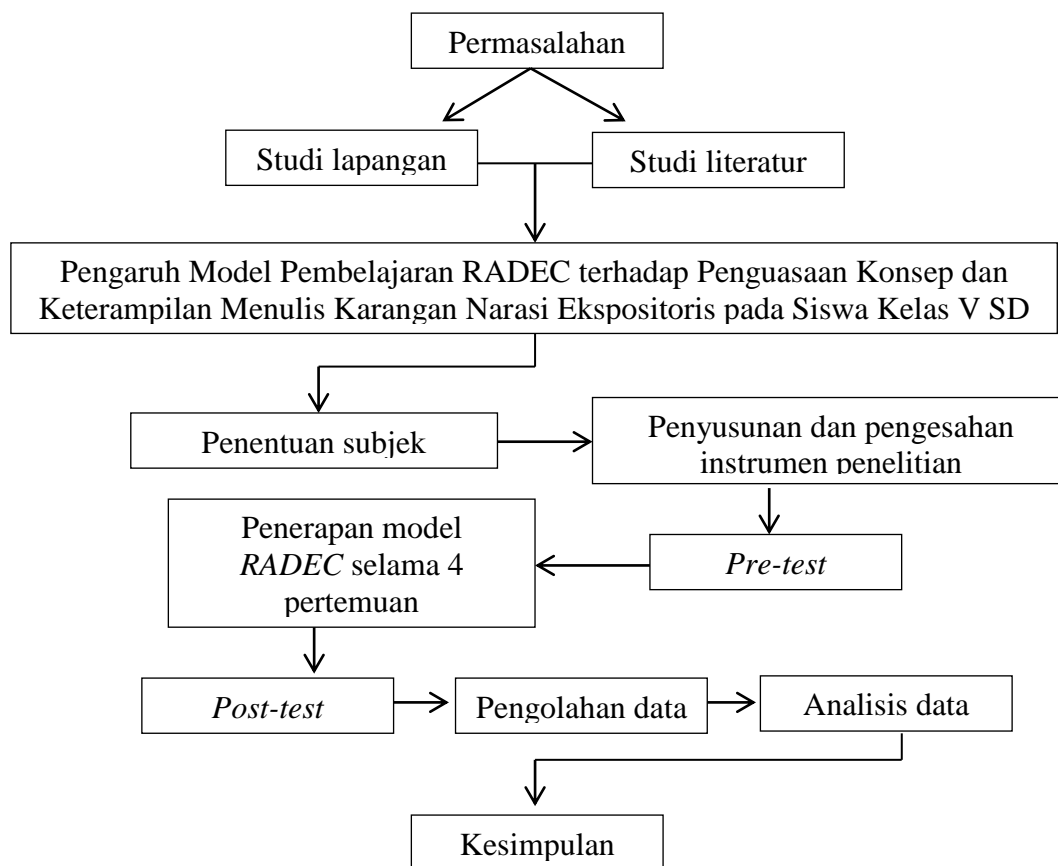 Permasalahan
Studi lapangan
Studi literatur
Pengaruh Model Pembelajaran RADEC terhadap Penguasaan Konsep dan
Keterampilan Menulis Karangan Narasi Ekspositoris pada Siswa Kelas V SD
Penentuan subjek
Penyusunan dan pengesahan
instrumen penelitian
Pre-test
Penerapan model
RADEC selama 4
pertemuan
Post-test
Pengolahan data
Analisis data
Kesimpulan